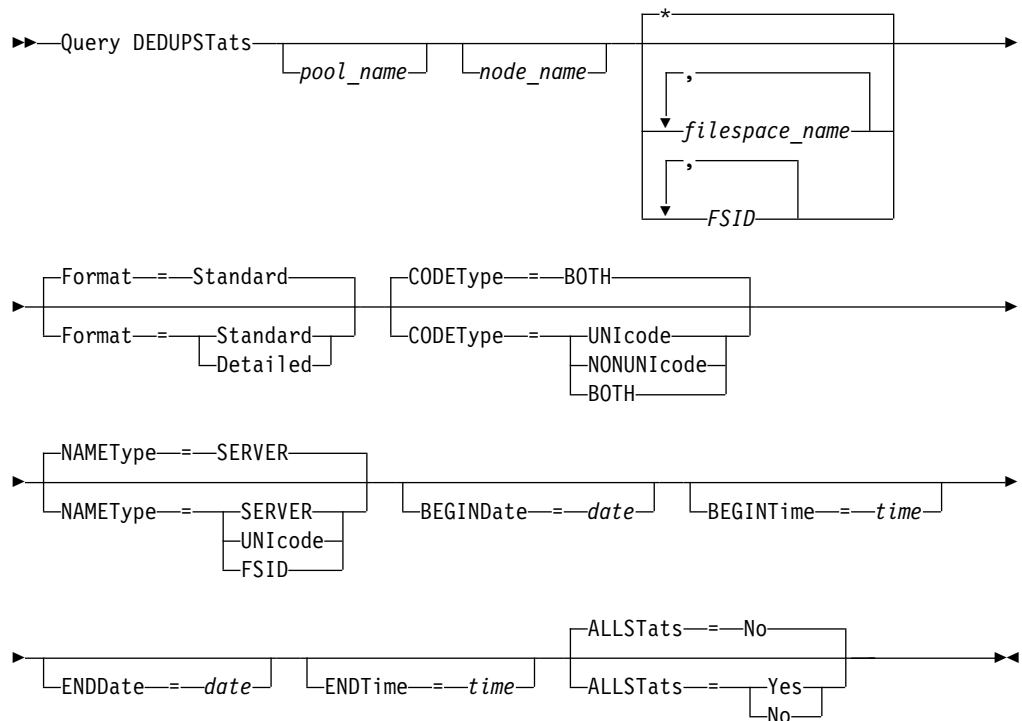 *
Query DEDUPSTats
pool_name
node_name
,
filespace_name
,
FSID
Format = Standard
CODEType = BOTH
Format = Standard
Detailed
CODEType = UNIcode
NONUNIcode
BOTH
NAMEType = SERVER
NAMEType = SERVER
UNIcode
FSID
BEGINDate = date
BEGINTime = time
ALLSTats = No
ENDDate = date
ENDTime = time
ALLSTats = Yes
No